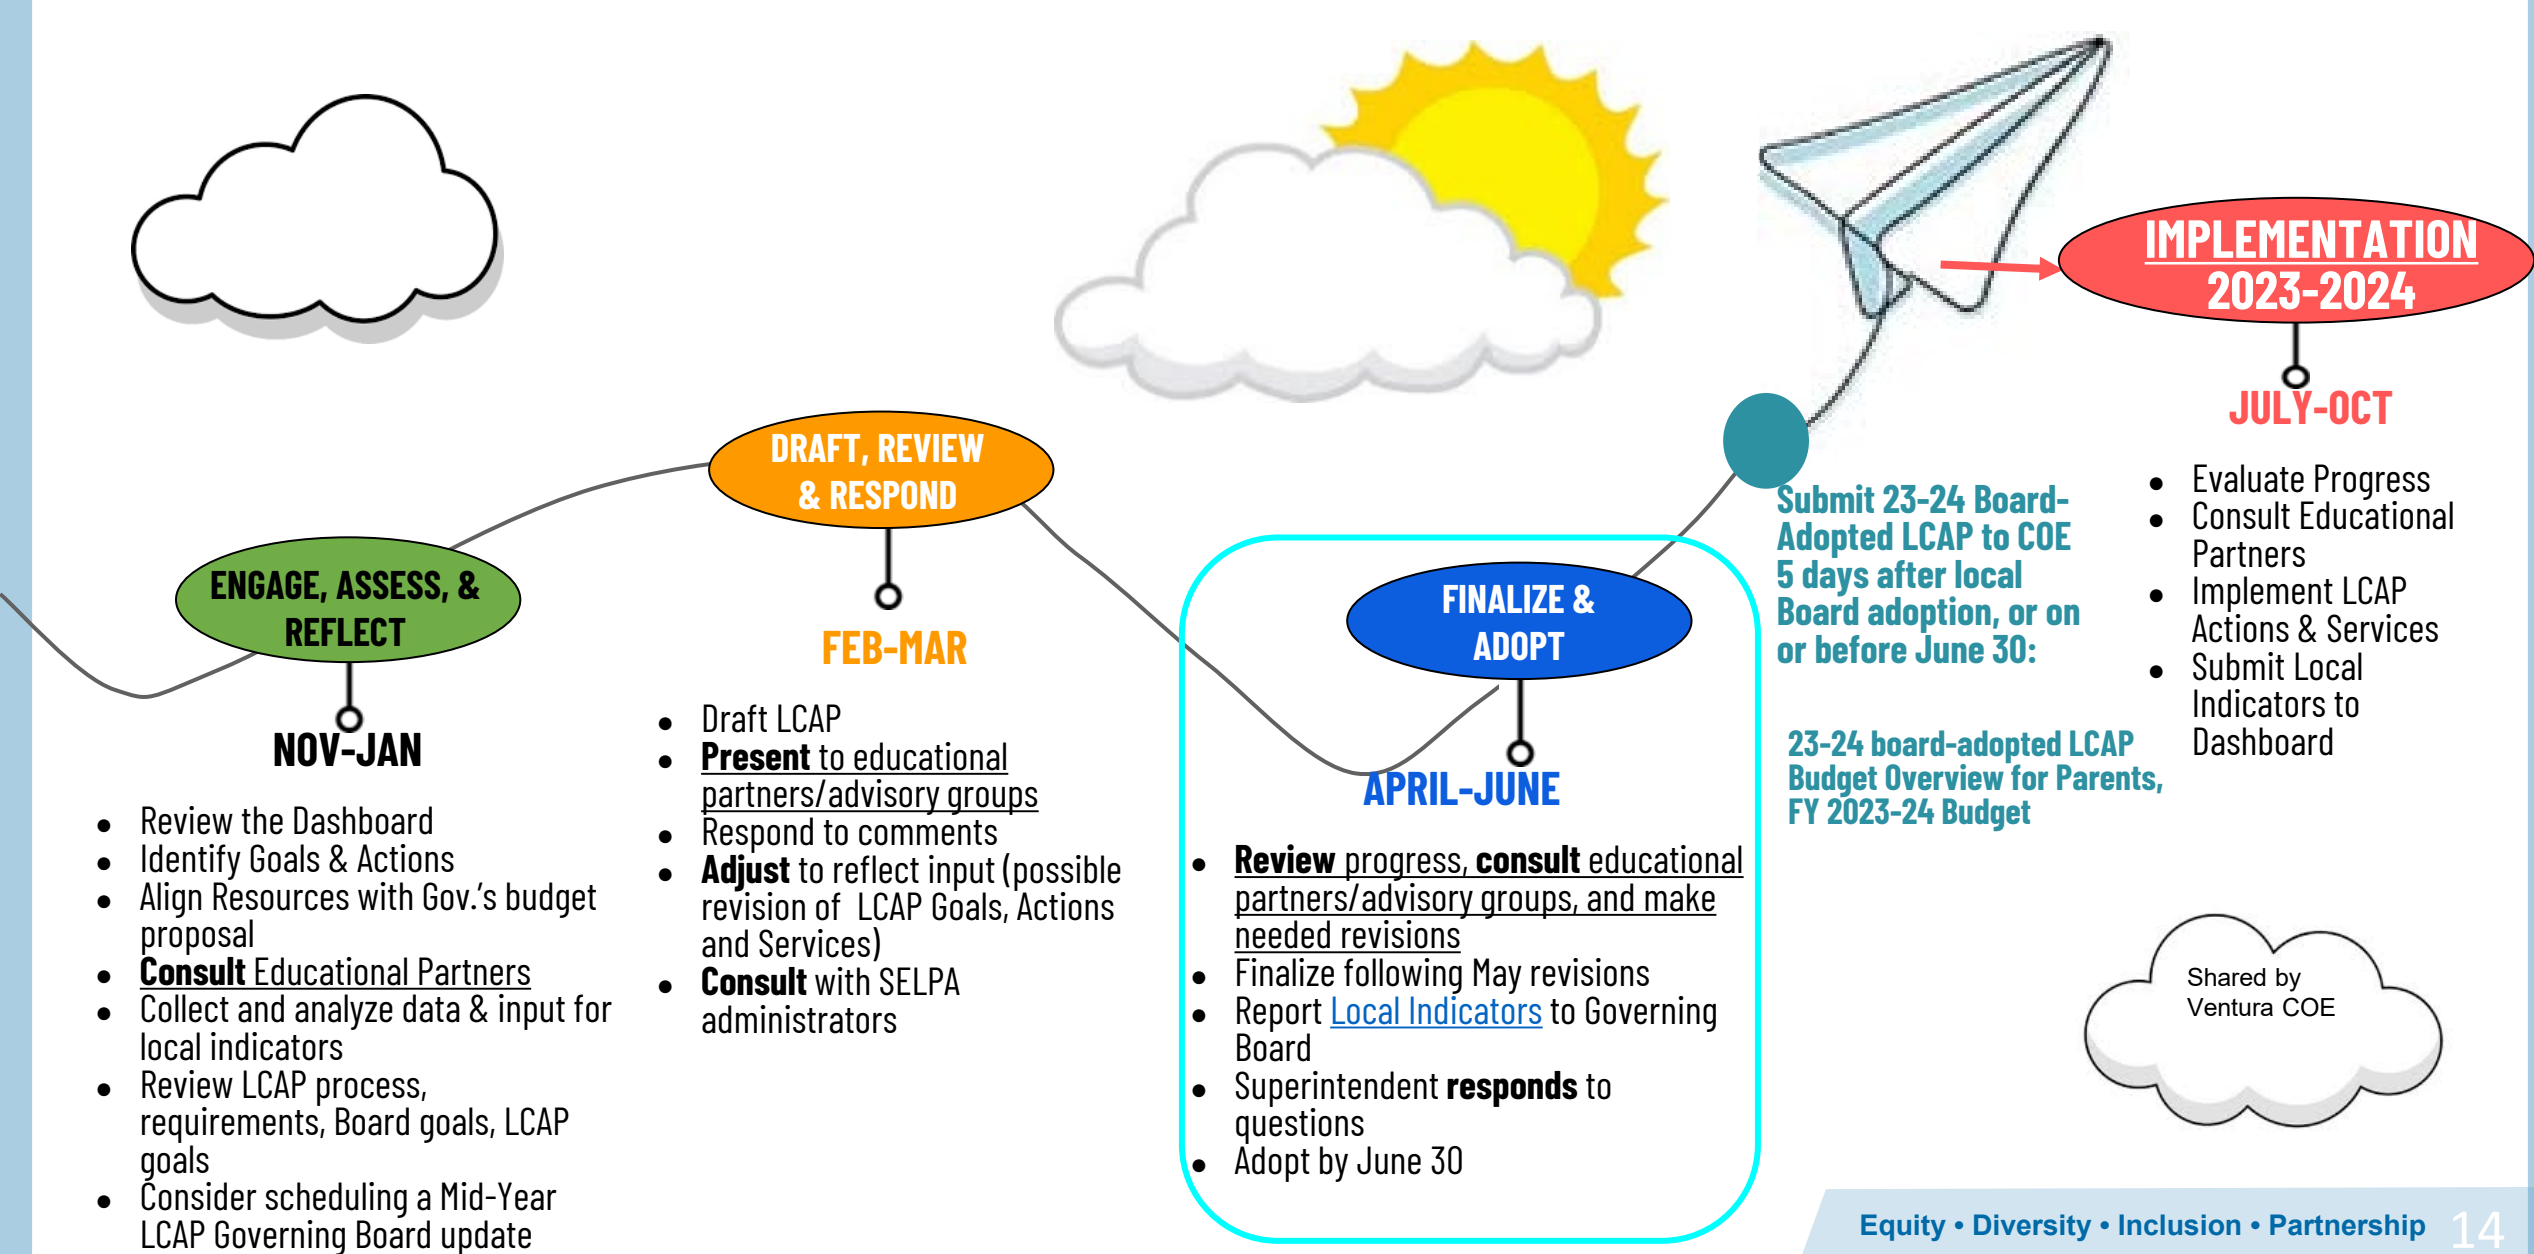 ENGAGE, ASSESS, &
REFLECT
NOV-JAN
● Review the Dashboard
● Identify Goals & Actions
● Align Resources with Gov.'s budget
proposal
● Consult Educational Partners
● Collect and analyze data & input for
local indicators
● Review LCAP process,
requirements, Board goals, LCAP
goals
● Consider scheduling a Mid-Year
LCAP Governing Board update
DRAFT, REVIEW
& RESPOND
FEB-MAR
● Draft LCAP
● Present to educational
partners/advisory groups
● Respond to comments
● Adjust to reflect input (possible
revision of LCAP Goals, Actions
and Services)
● Consult with SELPA
administrators
FINALIZE &
ADOPT
APRIL-JUNE
● Review progress, consult educational
partners/advisory groups, and make
needed revisions
● Finalize following May revisions
● Report Local Indicators to Governing
Board
● Superintendent responds to
questions
● Adopt by June 30
Submit 23-24 Board-
Adopted LCAP to COE
5 days after local
Board adoption, or on
or before June 30:
23-24 board-adopted LCAP
Budget Overview for Parents,
FY 2023-24 Budget
IMPLEMENTATION
2023-2024
JULY-OCT
● Evaluate Progress
● Consult Educational
Partners
● Implement LCAP
Actions & Services
● Submit Local
Indicators to
Dashboard
Shared by
Ventura COE
Equity • Diversity • Inclusion • Partnership
14